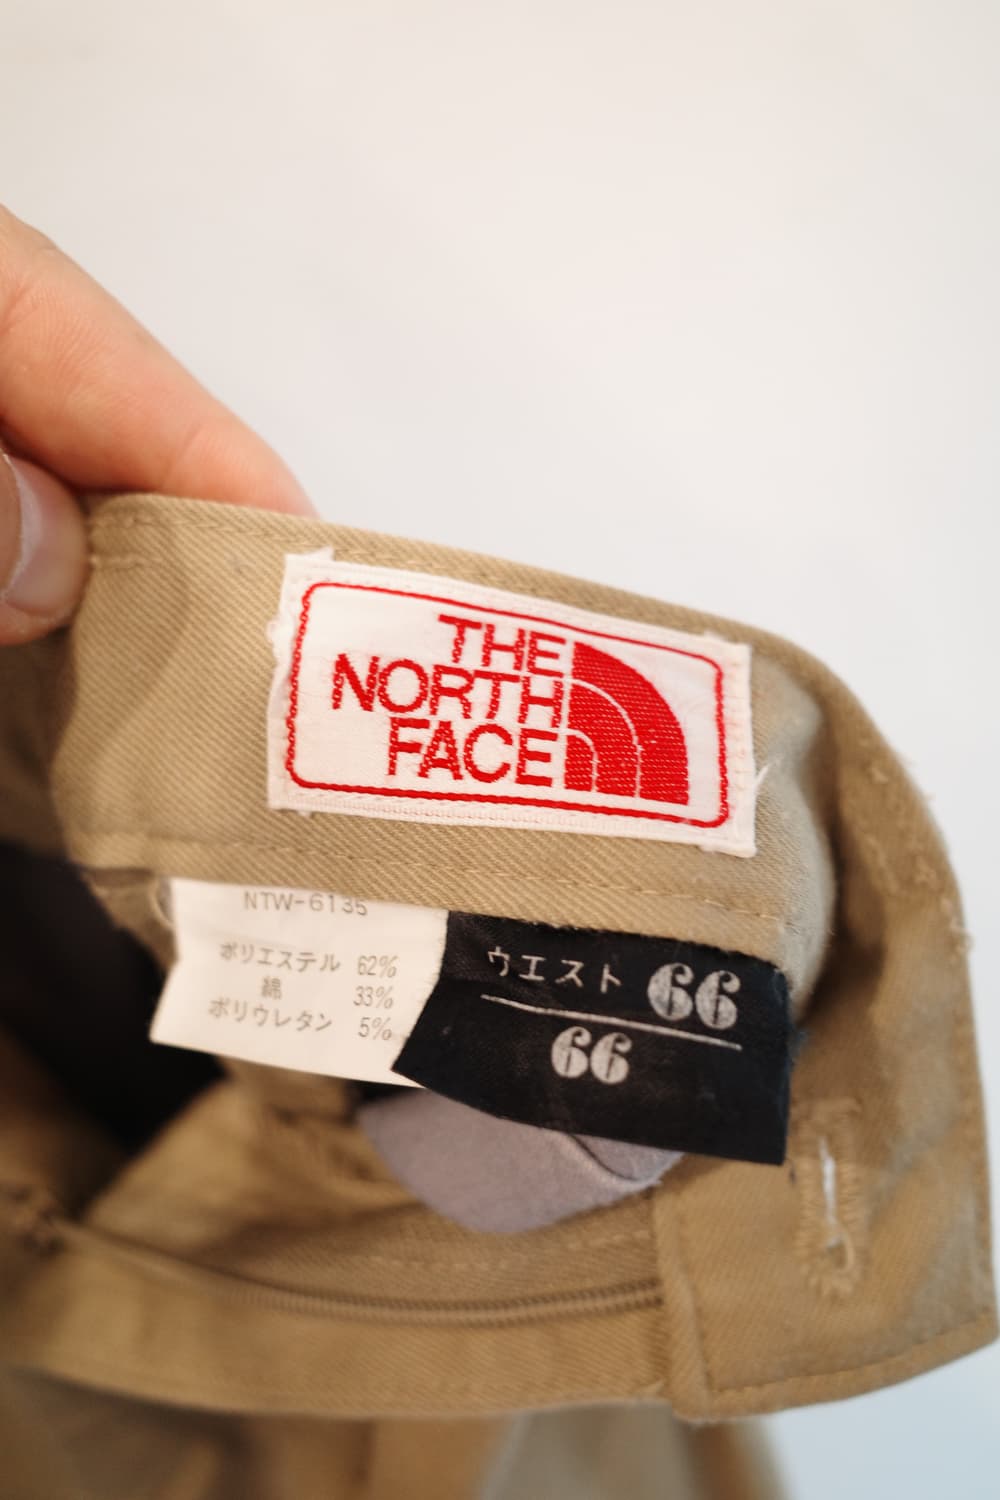 THE
NORTH
FACE
NTW-6135
ポリエステル 62%
綿 33%
ポリウレタン 5%
ウエスト 66
66